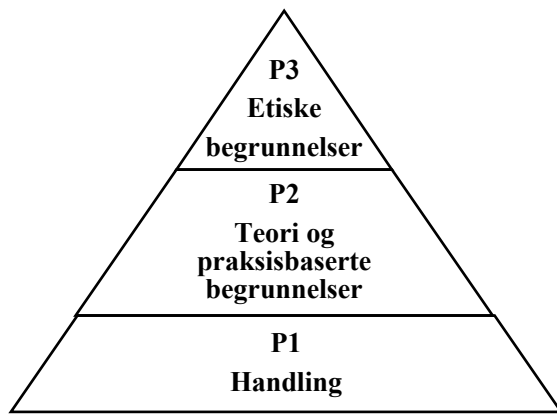 P3
Etiske
begrunnelser
P2
Teori og
praksisbaserte
begrunnelser
P1
Handling